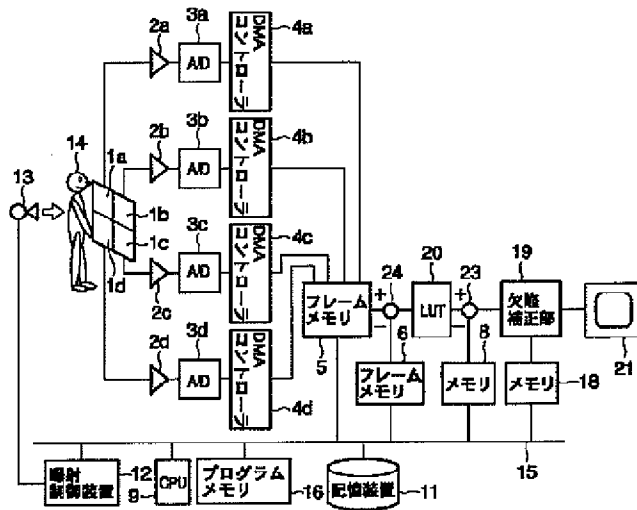 2a
3a
4a
A/D
DMA
コントローラ
2b
3b
4b
A/D
DMA
コントローラ
14
1a
13
1b
1c
1d
2c
3c
4c
A/D
DMA
コントローラ
20
19
24
23
+
+
−
−
フレーム
メモリ
LUT
欠陥
補正部
2d
3d
A/D
DMA
コントローラ
4d
5
6
8
フレーム
メモリ
メモリ
メモリ
18
21
15
曝射
制御装置
12
CPU
9
プログラム
メモリ
16
記憶装置
11